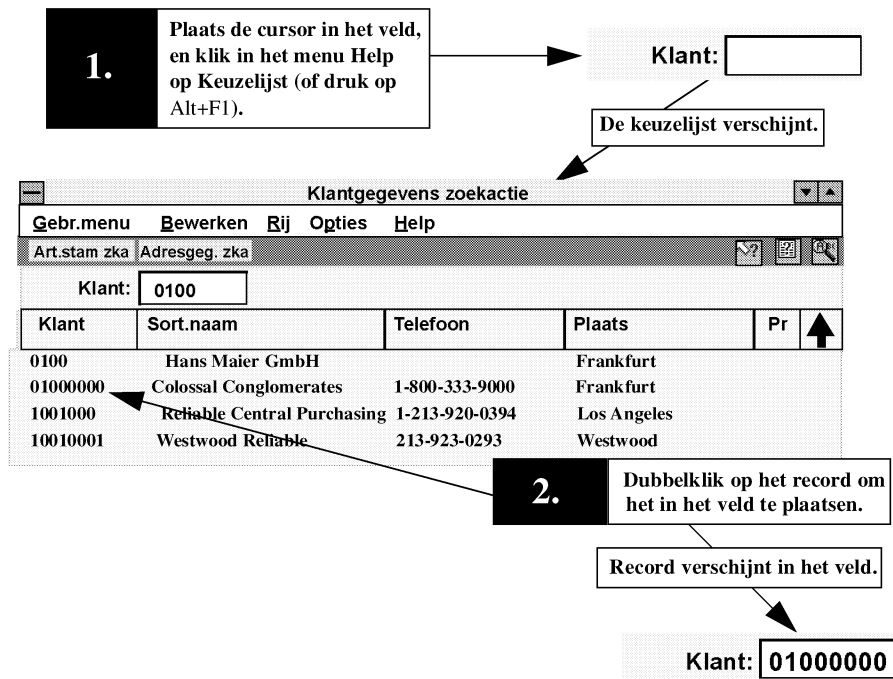 1.
Plaats de cursor in het veld,
en klik in het menu Help
op Keuzelijst (of druk op
Alt+F1).
Klant:
De keuzelijst verschijnt.
Klantgegevens zoekactie
Gebr.menu Bewerken Rij Opties Help
Art.stam zka Adresgeg. zka
Klant: 0100
Klant Sort.naam Telefoon Plaats Pr
0100 Hans Maier GmbH Frankfurt
01000000 Colossal Conglomerates 1-800-333-9000 Frankfurt
1001000 Reliable Central Purchasing 1-213-920-0394 Los Angeles
10010001 Westwood Reliable 213-923-0293 Westwood
2.
Dubbelklik op het record om
het in het veld te plaatsen.
Record verschijnt in het veld.
Klant: 01000000